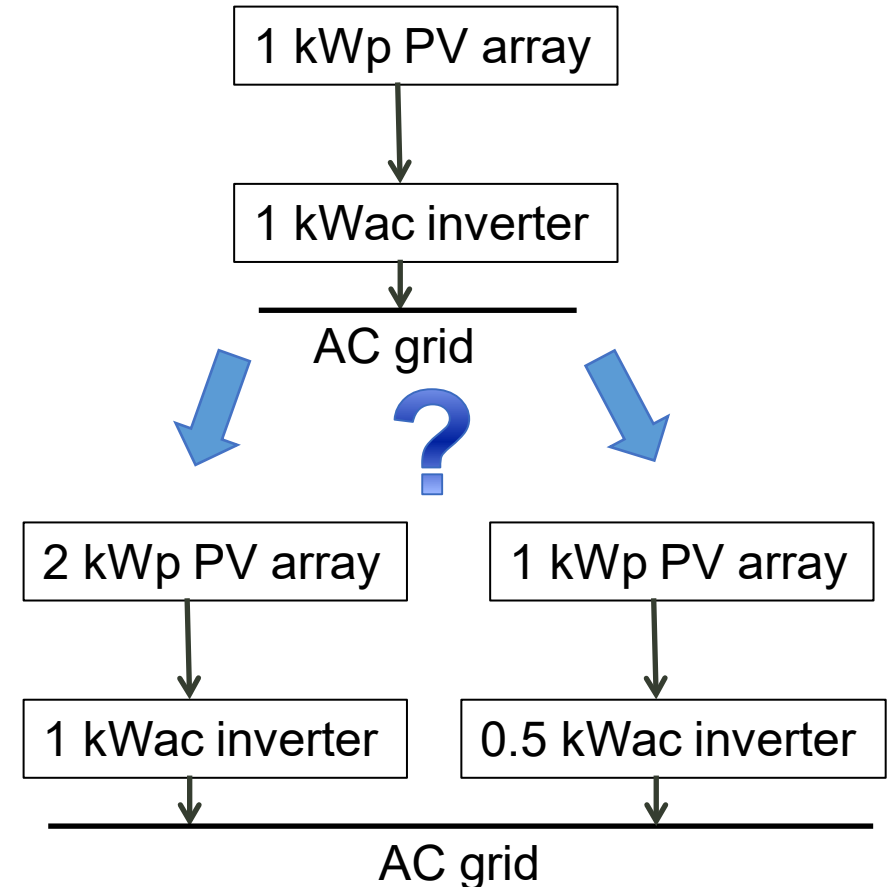 1 kWp PV array
1 kWac inverter
AC grid
?
2 kWp PV array
1 kWp PV array
1 kWac inverter
0.5 kWac inverter
AC grid